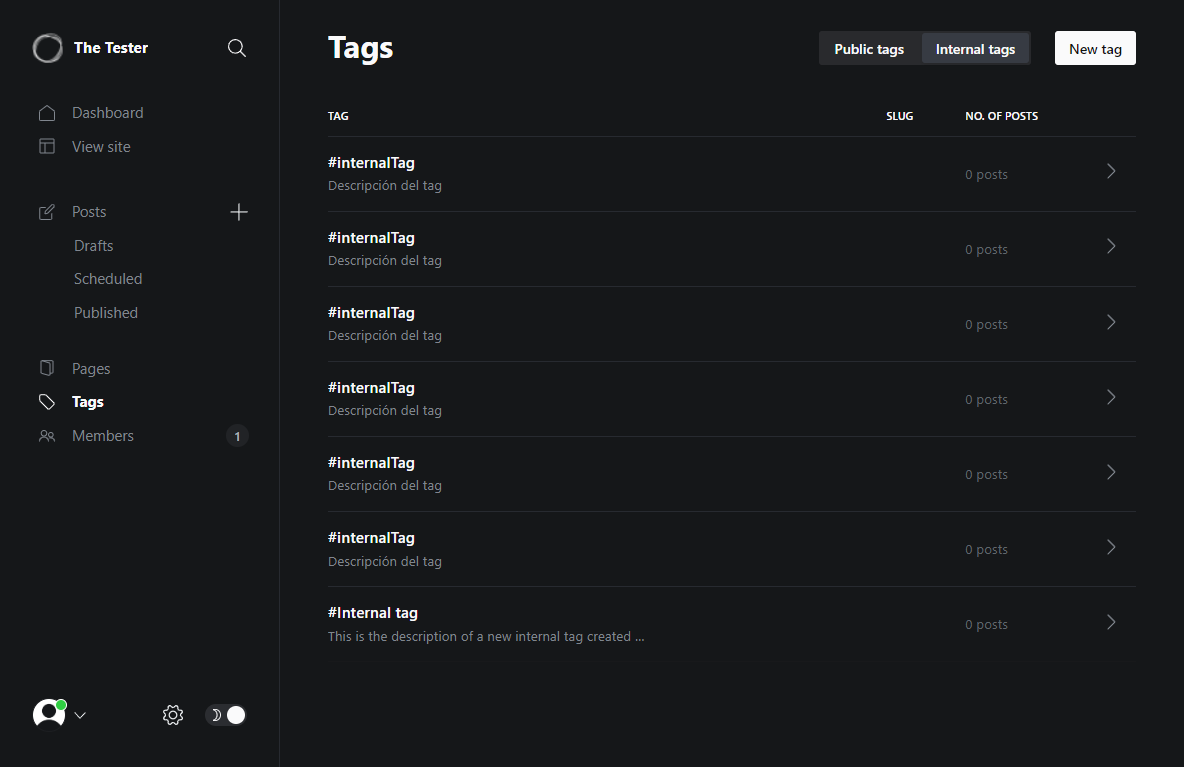 The Tester
Dashboard
View site
Posts
Drafts
Scheduled
Published
Pages
Tags
Members 1
Tags
Public tags Internal tags New tag
TAG SLUG NO. OF POSTS
#internalTag
Descripción del tag
0 posts
#internalTag
Descripción del tag
0 posts
#internalTag
Descripción del tag
0 posts
#internalTag
Descripción del tag
0 posts
#internalTag
Descripción del tag
0 posts
#internalTag
Descripción del tag
0 posts
#Internal tag
This is the description of a new internal tag created ...
0 posts